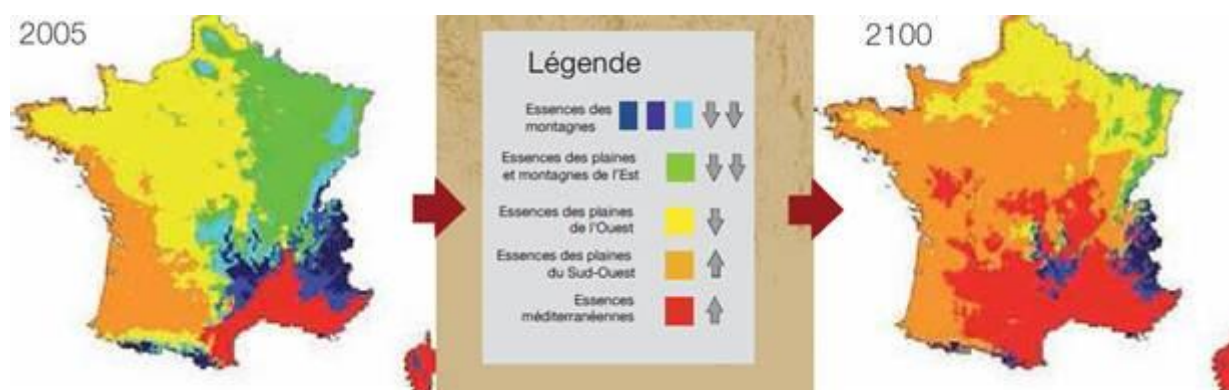 2005
Légende
Essences des
montagnes
Essences des plaines
et montagnes de l'Est
Essences des plaines
de l'Ouest
Essences des plaines
du Sud-Ouest
Essences
méditerranéennes
2100